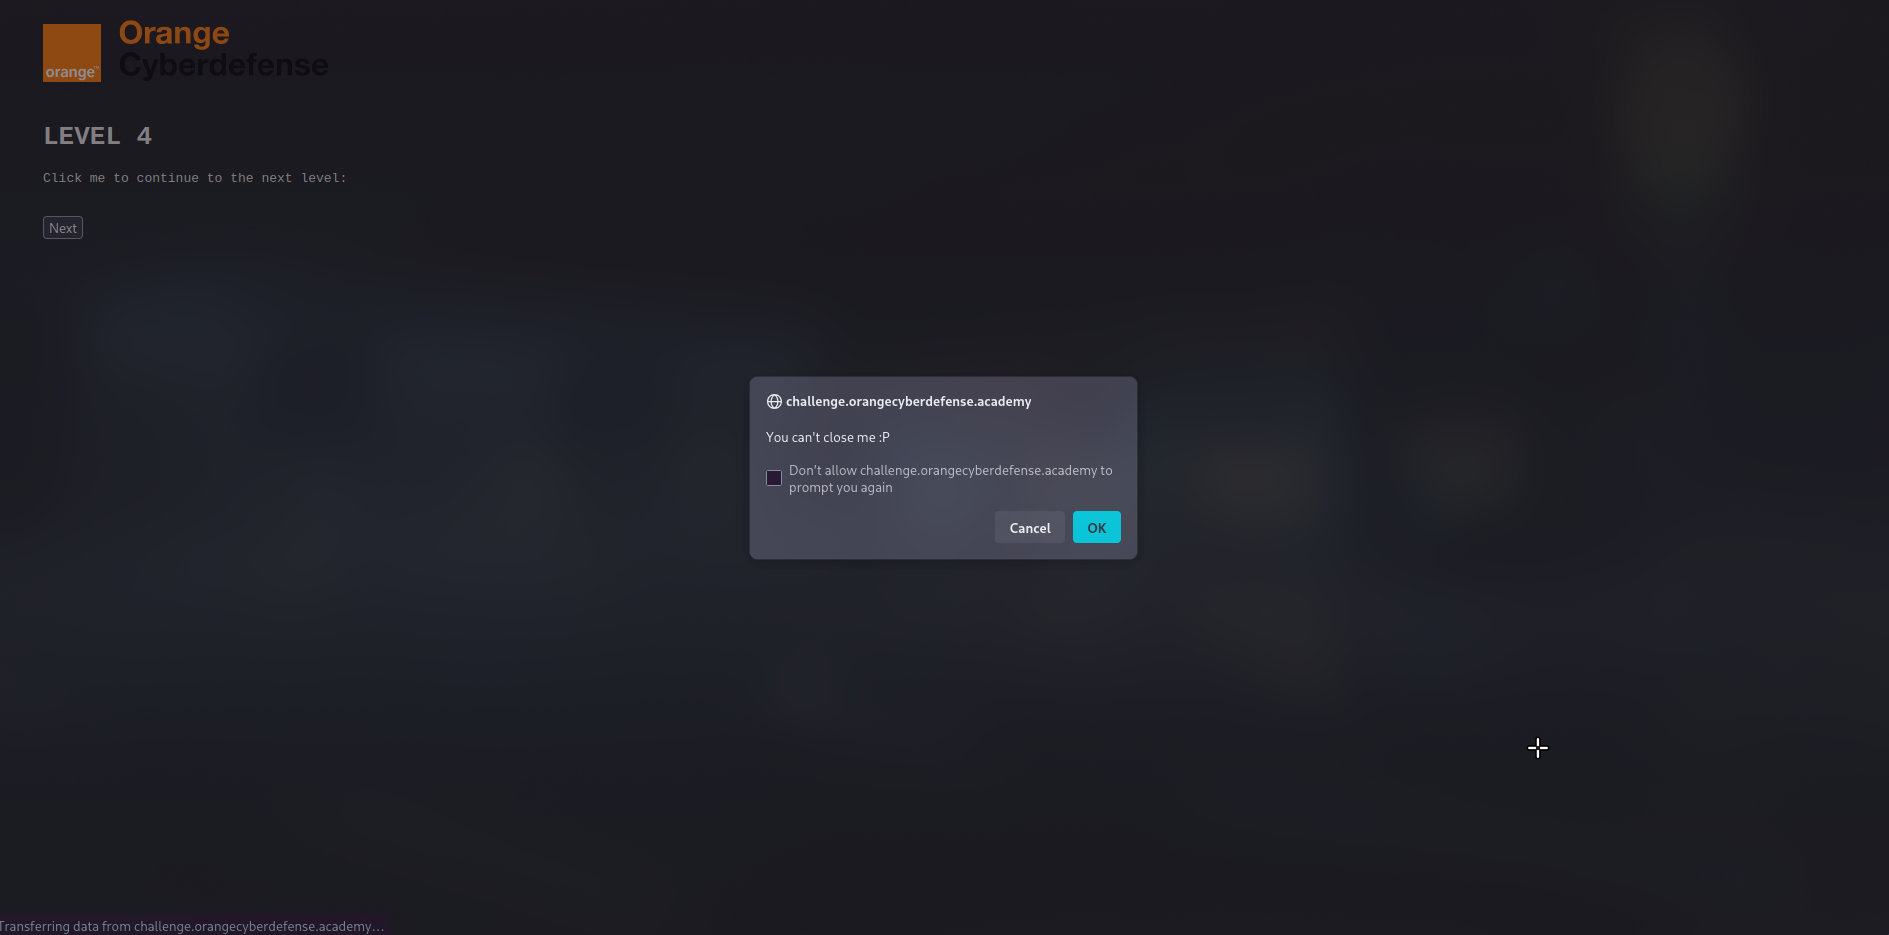 orange™
Orange
Cyberdefense
LEVEL 4
Click me to continue to the next level:
Next
challenge.orangecyberdefense.academy
You can't close me :P
Don’t allow challenge.orangecyberdefense.academy to
prompt you again
Cancel OK
Transferring data from challenge.orangecyberdefense.academy…